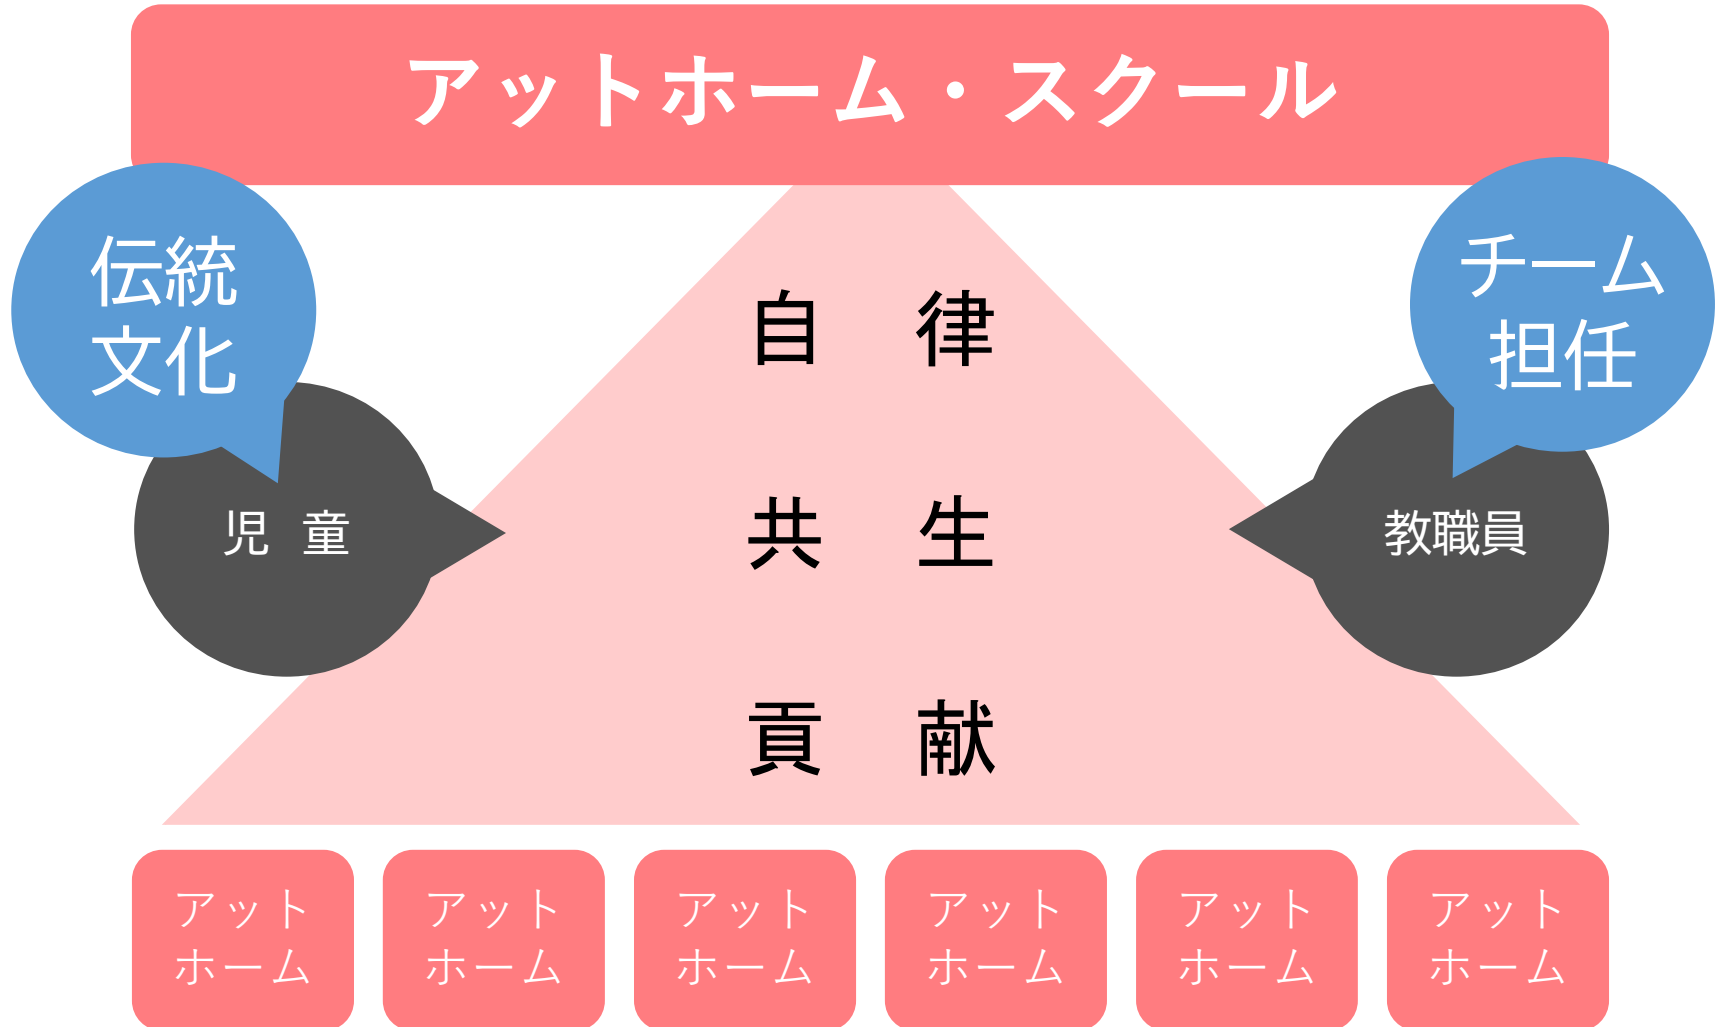 アットホーム・スクール
伝統
文化
チーム
担任
自　律
児　童
共　生
教職員
貢　献
アット
ホーム
アット
ホーム
アット
ホーム
アット
ホーム
アット
ホーム
アット
ホーム